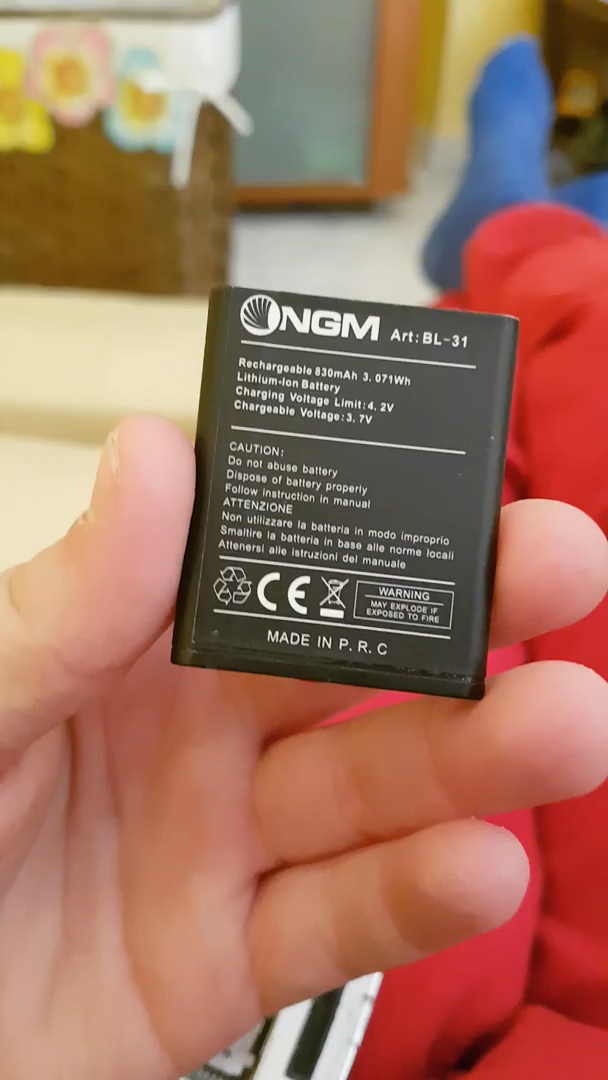 NGM Art: BL-31
Rechargeable 830mAh 3.071Wh
Lithium-Ion Battery
Charging Voltage Limit: 4.2V
Chargeable Voltage: 3.7V
CAUTION:
Do not abuse battery
Dispose of battery properly
Follow instruction in manual
ATTENZIONE
Non utilizzare la batteria in modo improprio
Smaltire la batteria in base alle norme locali
Attenersi alle istruzioni del manuale
CE
WARNING
MAY EXPLODE IF
EXPOSED TO FIRE
MADE IN P.R.C